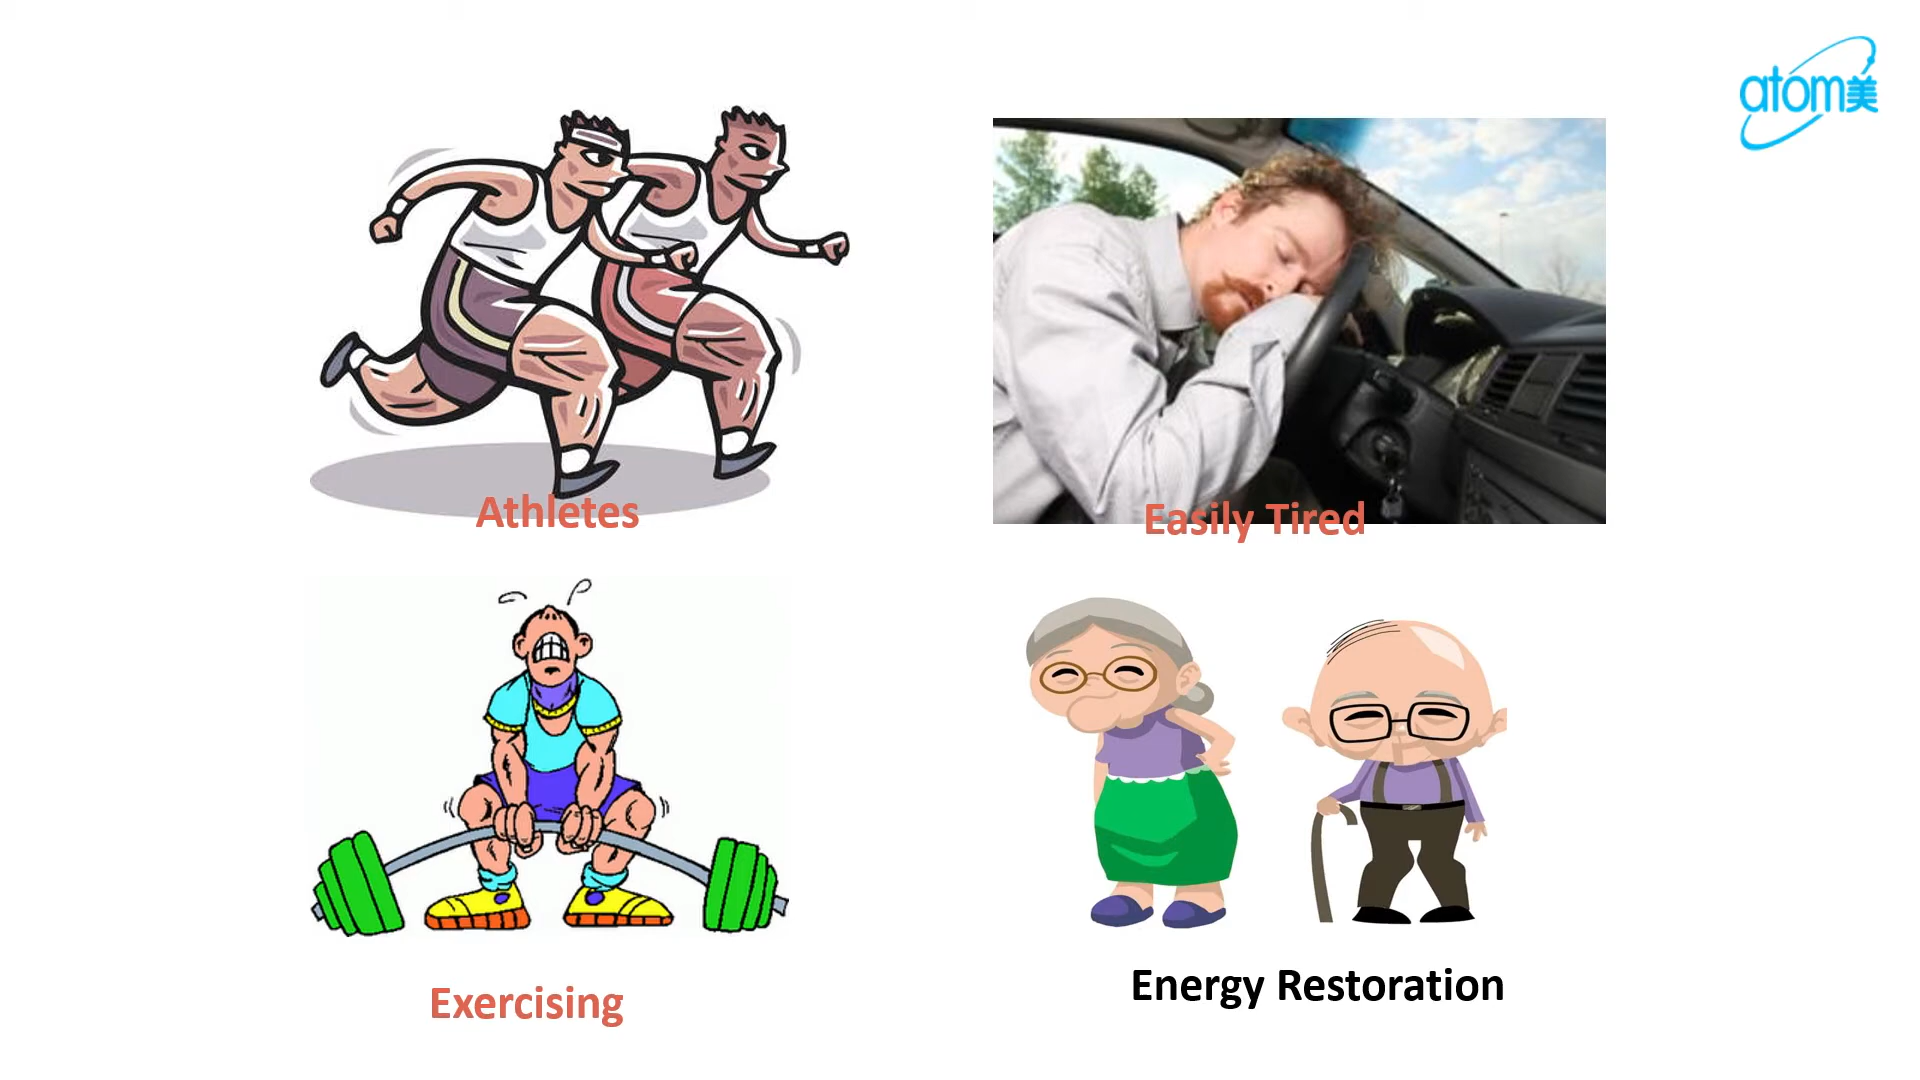 atom美
Athletes
Easily Tired
Exercising
Energy Restoration